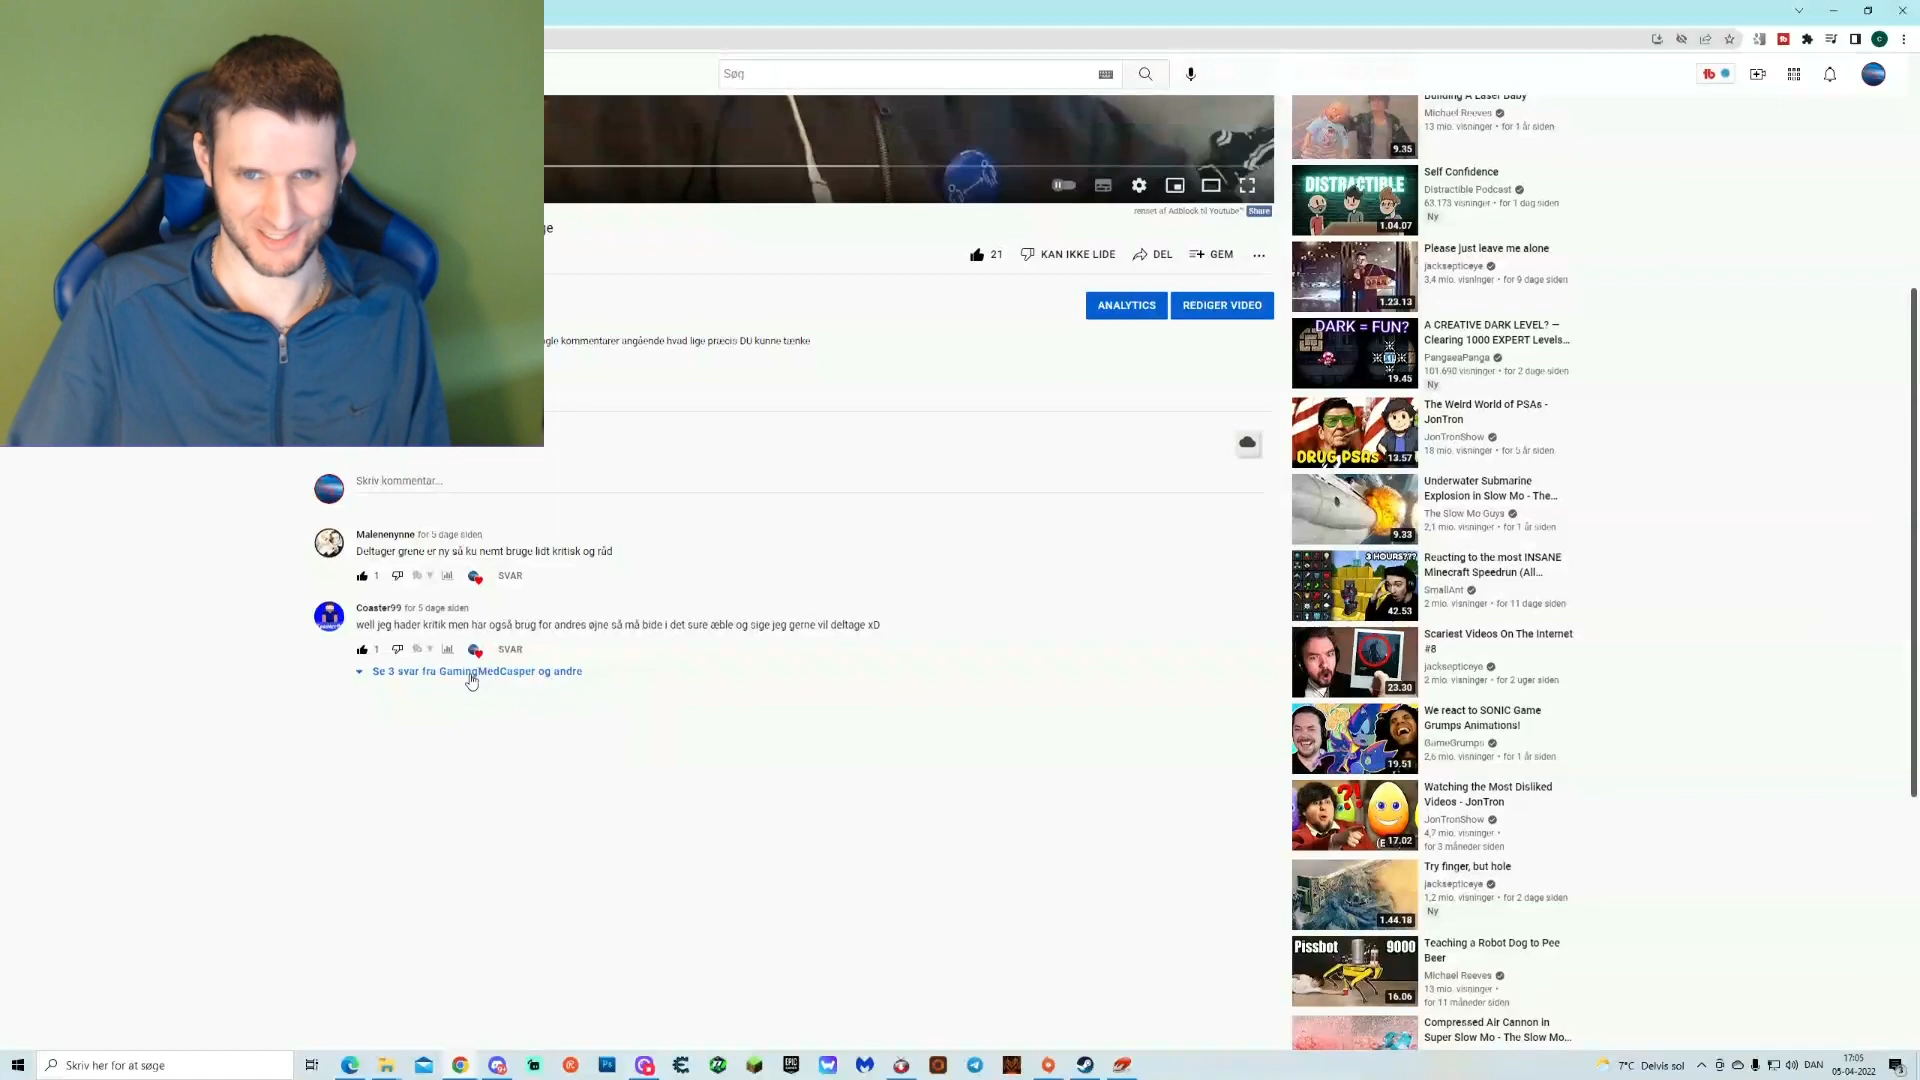 Søg
renset af Adblock til Youtube™ Share
ge
21 KAN IKKE LIDE DEL GEM
ANALYTICS REDIGER VIDEO
gle kommentarer angående hvad lige præcis DU kunne tænke
Skriv kommentar...
Malenenynne for 5 dage siden
Deltager grene er ny så ku nemt bruge lidt kritisk og råd
1 SVAR
Coaster99 for 5 dage siden
well jeg hader kritik men har også brug for andres øjne så må bide i det sure æble og sige jeg gerne vil deltage xD
1 SVAR
Se 3 svar fra GamingMedCasper og andre
Building A Laser Baby
Michael Reeves
13 mio. visninger • for 1 år siden
9.35
Self Confidence
Distractible Podcast
63.173 visninger • for 1 dag siden
Ny
DISTRACTIBLE
1.04.07
Please just leave me alone
jacksepticeye
3,4 mio. visninger • for 9 dage siden
OPEN
1.23.13
A CREATIVE DARK LEVEL? —
Clearing 1000 EXPERT Levels...
PangaeaPanga
101.690 visninger • for 2 dage siden
Ny
DARK = FUN?
19.45
The Weird World of PSAs -
JonTron
JonTronShow
18 mio. visninger • for 5 år siden
DRUG PSAs
13.57
Underwater Submarine
Explosion in Slow Mo - The...
The Slow Mo Guys
2,1 mio. visninger • for 1 år siden
9.33
Reacting to the most INSANE
Minecraft Speedrun (All...
SmallAnt
2 mio. visninger • for 11 dage siden
3 HOURS???
42.53
Scariest Videos On The Internet
#8
jacksepticeye
2 mio. visninger • for 2 uger siden
23.30
We react to SONIC Game
Grumps Animations!
GameGrumps
2,6 mio. visninger • for 1 år siden
19.51
Watching the Most Disliked
Videos - JonTron
JonTronShow
4,7 mio. visninger •
for 3 måneder siden
?!
17.02
Try finger, but hole
jacksepticeye
1,2 mio. visninger • for 2 dage siden
Ny
1.44.18
Teaching a Robot Dog to Pee
Beer
Michael Reeves
13 mio. visninger •
for 11 måneder siden
Pissbot 9000
16.06
Compressed Air Cannon in
Super Slow Mo - The Slow Mo...
Skriv her for at søge
7°C Delvis sol
DAN
17:05
05-04-2022